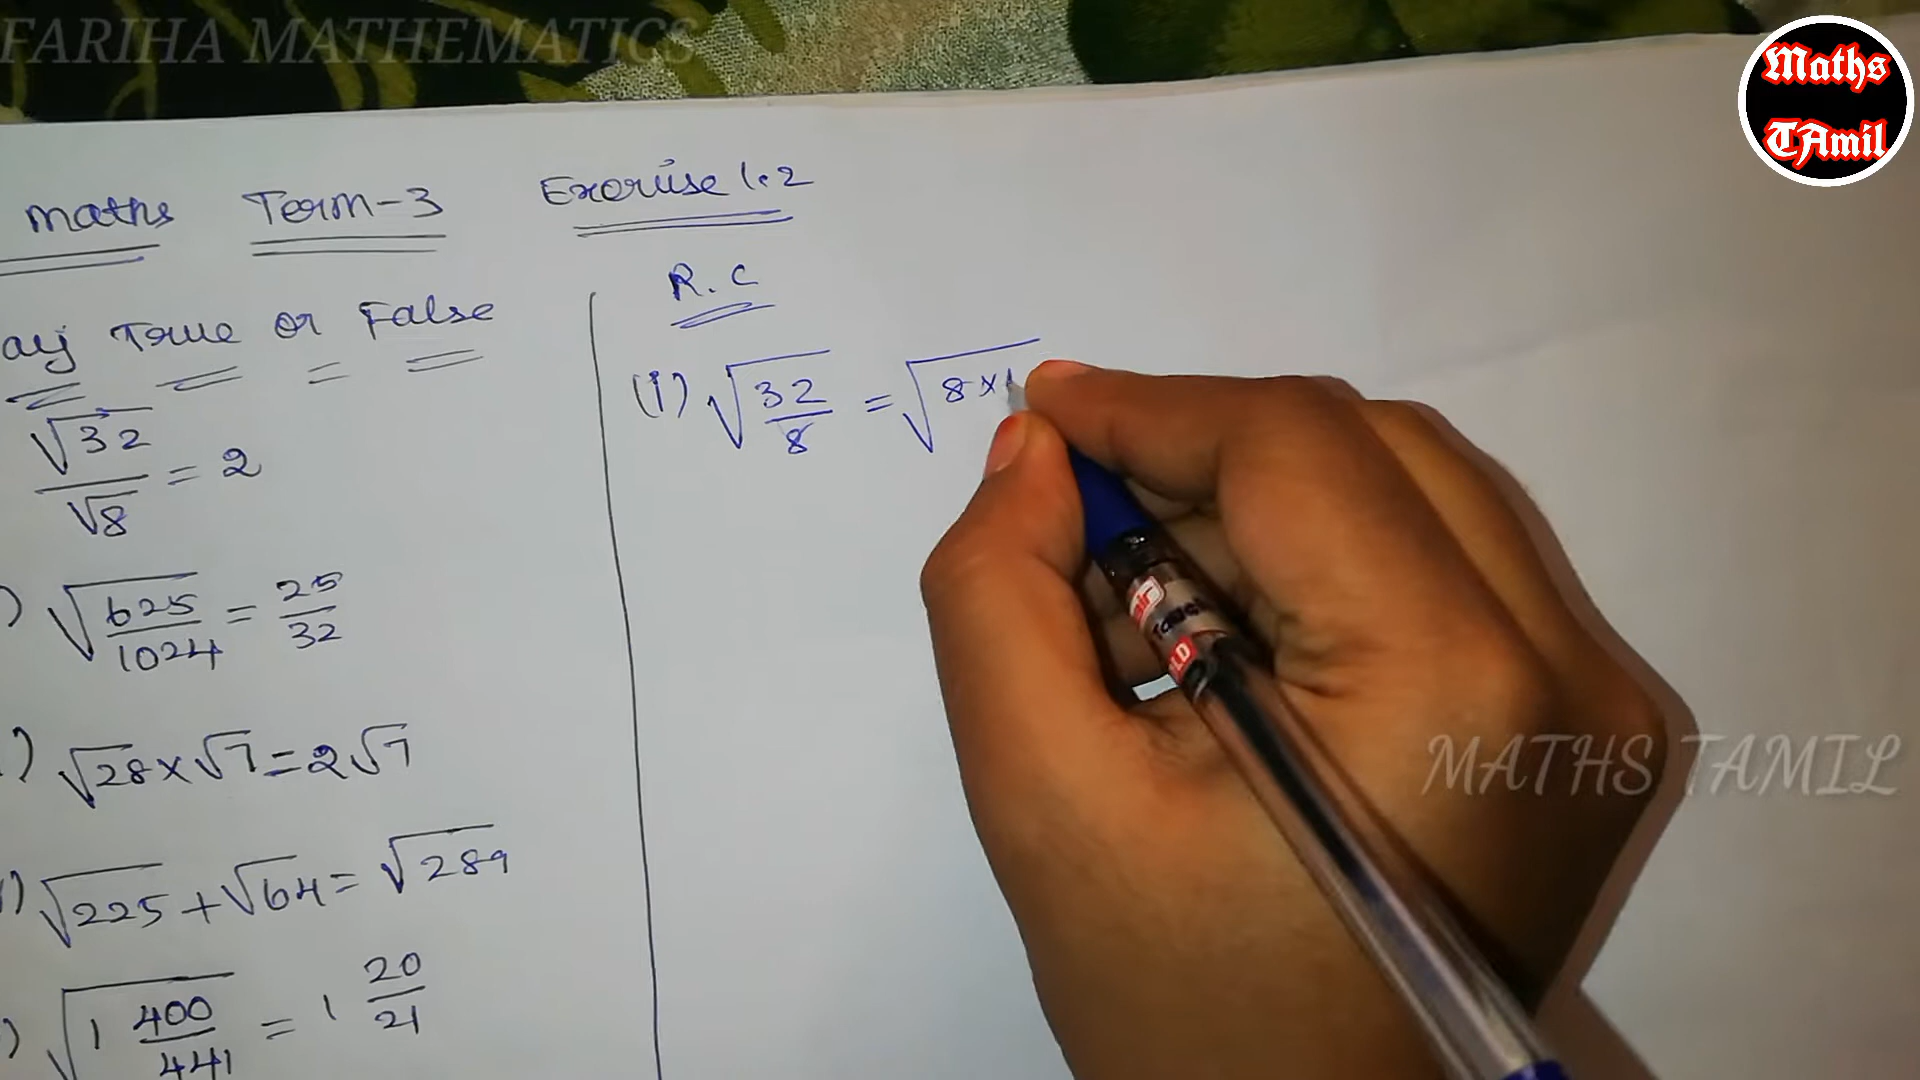 FARIHA MATHEMATICS
Maths
TAmil
maths Term-3 Exercise 1.2
ay True or False
√32/√8 = 2
) √(625/1024) = 25/32
) √28 × √7 = 2√7
) √225 + √64 = √289
) √(1 400/441) = 1 20/21
R.C
(i) √(32/8) = √(8×
MATHS TAMIL